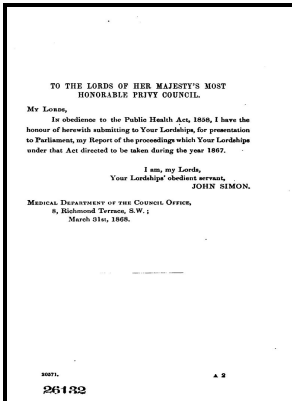 TO THE LORDS OF HER MAJESTY'S MOST
HONORABLE PRIVY COUNCIL.
MY LORDS,
IN obedience to the Public Health Act, 1858, I have the
honour of herewith submitting to Your Lordships, for presentation
to Parliament, my Report of the proceedings which Your Lordships
under that Act directed to be taken during the year 1867.
I am, my Lords,
Your Lordships' obedient servant,
JOHN SIMON.
MEDICAL DEPARTMENT OF THE COUNCIL OFFICE,
8, Richmond Terrace, S.W. ;
March 31st, 1868.
20571.
A 2
26132